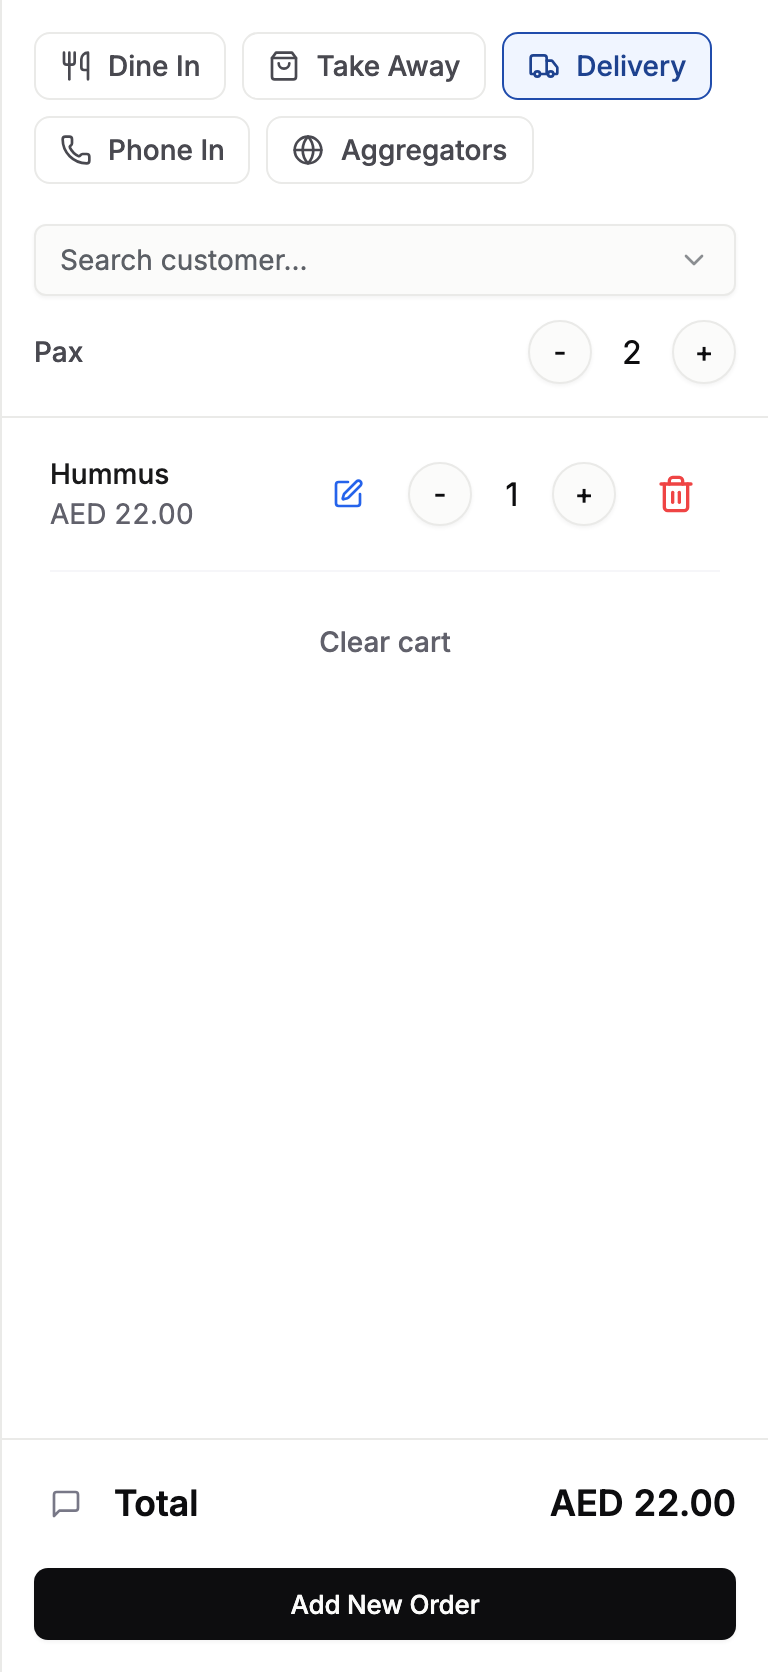 Dine In
Take Away
Delivery
Phone In
Aggregators
Search customer...
Pax
- 2 +
Hummus
AED 22.00
- 1 +
Clear cart
Total AED 22.00
Add New Order